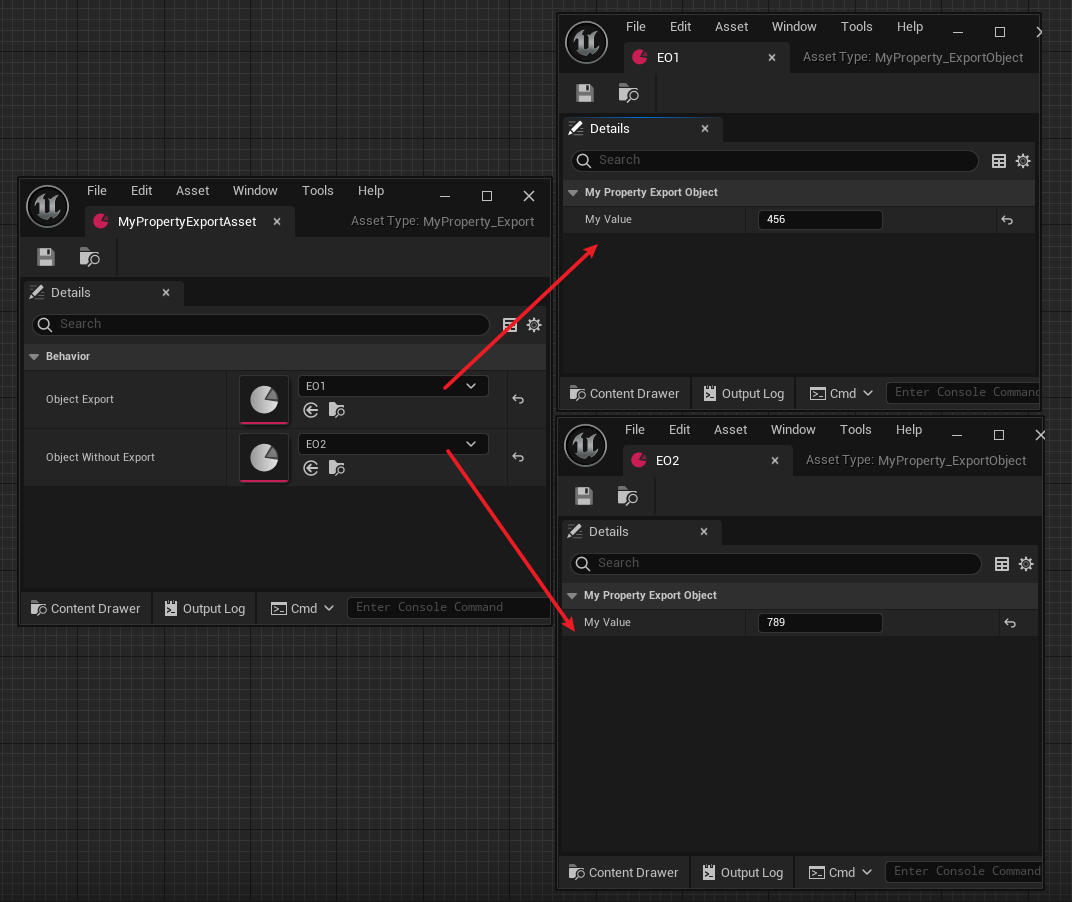 File Edit Asset Window Tools Help
MyPropertyExportAsset
Asset Type: MyProperty_Export
Details
Search
Behavior
Object Export
EO1
Object Without Export
EO2
Content Drawer
Output Log
Cmd
Enter Console Command
File Edit Asset Window Tools Help
EO1
Asset Type: MyProperty_ExportObject
Details
Search
My Property Export Object
My Value
456
Content Drawer
Output Log
Cmd
Enter Console Command
File Edit Asset Window Tools Help
EO2
Asset Type: MyProperty_ExportObject
Details
Search
My Property Export Object
My Value
789
Content Drawer
Output Log
Cmd
Enter Console Command